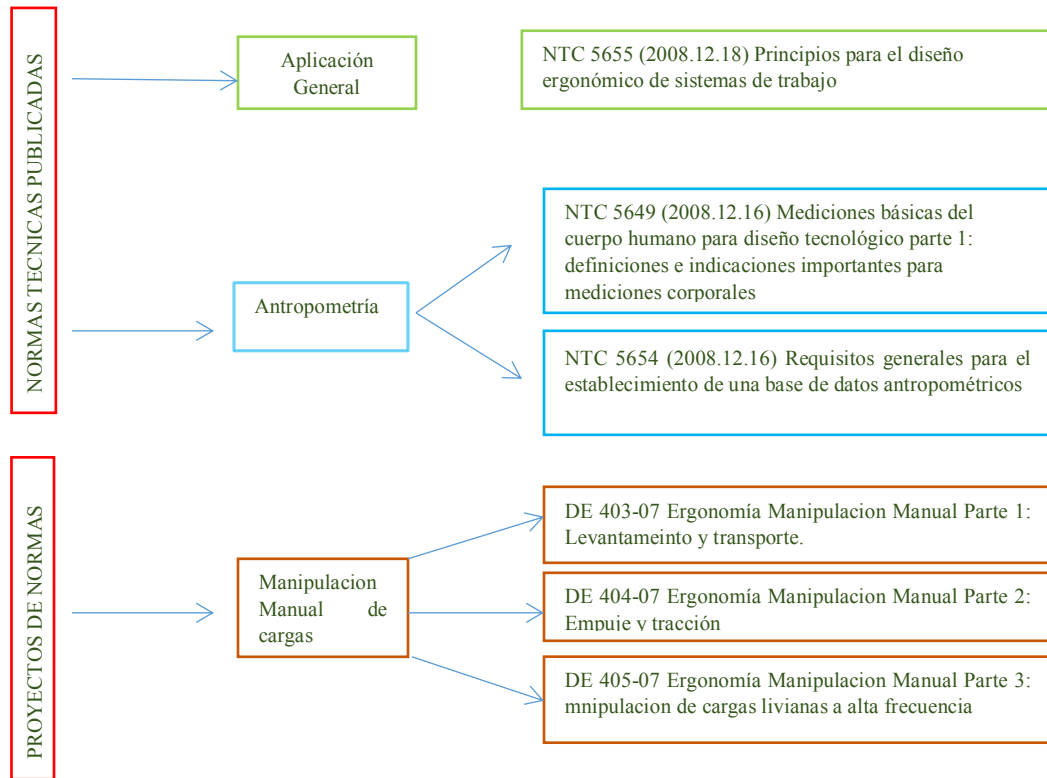 NORMAS TECNICAS PUBLICADAS
Aplicación
General
NTC 5655 (2008.12.18) Principios para el diseño
ergonómico de sistemas de trabajo
Antropometría
NTC 5649 (2008.12.16) Mediciones básicas del
cuerpo humano para diseño tecnológico parte 1:
definiciones e indicaciones importantes para
mediciones corporales
NTC 5654 (2008.12.16) Requisitos generales para el
establecimiento de una base de datos antropométricos
PROYECTOS DE NORMAS
Manipulacion
Manual de
cargas
DE 403-07 Ergonomía Manipulacion Manual Parte 1:
Levantameinto y transporte.
DE 404-07 Ergonomía Manipulacion Manual Parte 2:
Empuje y tracción
DE 405-07 Ergonomía Manipulacion Manual Parte 3:
mnipulacion de cargas livianas a alta frecuencia